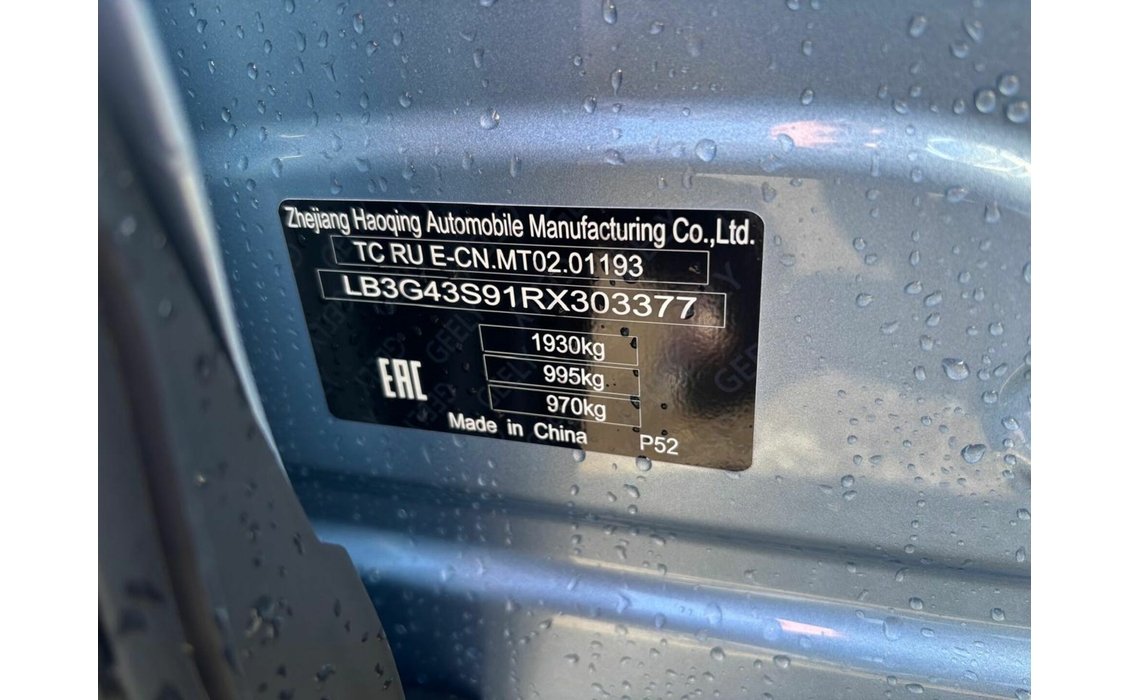 Zhejiang Haoqing Automobile Manufacturing Co.,Ltd.
TC RU E-CN.MT02.01193
LB3G43S91RX303377
1930kg
995kg
970kg
EAC
Made in China P52